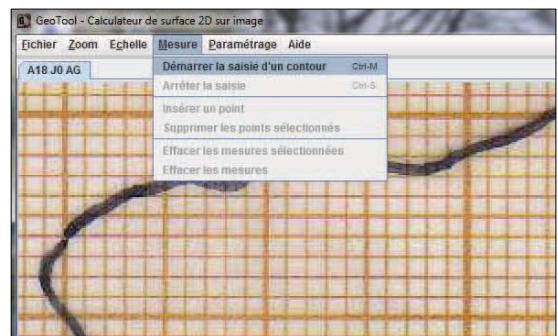 GeoTool - Calculateur de surface 2D sur image
Fichier Zoom Echelle Mesure Paramétrage Aide
A18 J0 AG
Démarrer la saisie d'un contour Ctrl-M
Arrêter la saisie Ctrl-S
Insérer un point
Supprimer les points sélectionnés
Effacer les mesures sélectionnées
Effacer les mesures